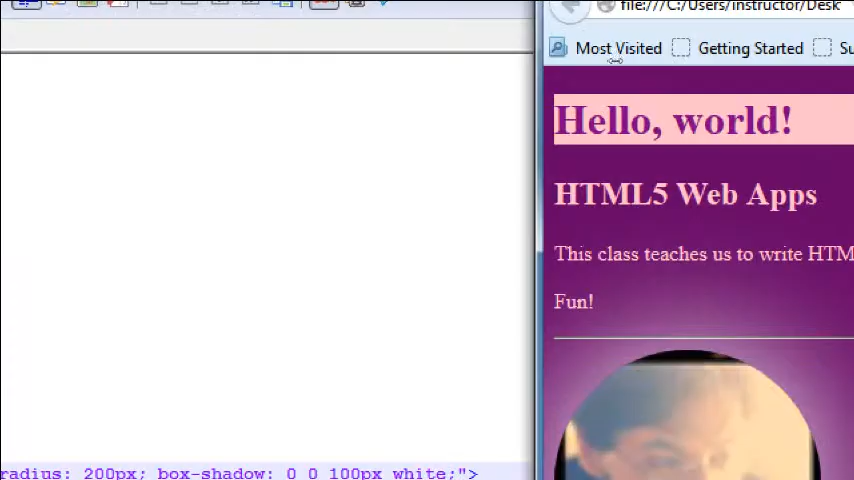 file:///C:/Users/instructor/Desk
Most Visited Getting Started Su
Hello, world!
HTML5 Web Apps
This class teaches us to write HTM
Fun!
radius: 200px; box-shadow: 0 0 100px white;">